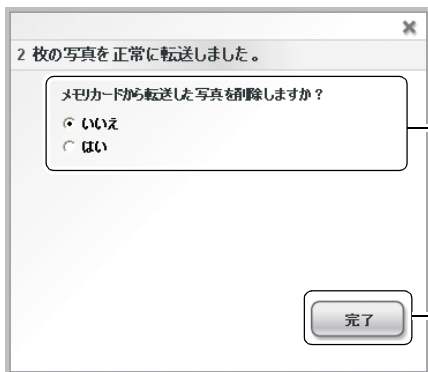 2 枚の写真を正常に転送しました。
メモリカードから転送した写真を削除しますか？
いいえ
はい
完了